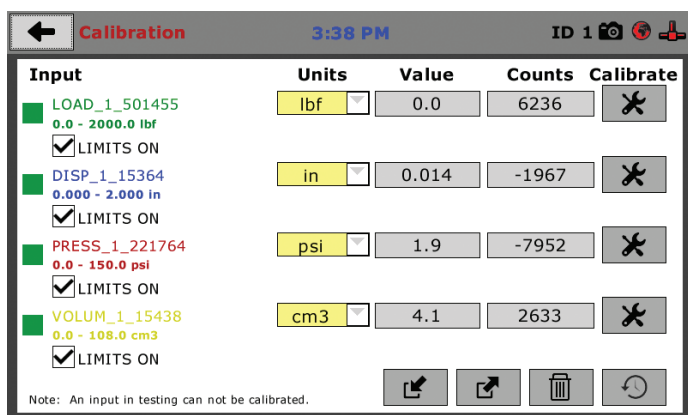 Calibration 3:38 PM ID 1
Input Units Value Counts Calibrate
LOAD_1_501455 lbf 0.0 6236
0.0 - 2000.0 lbf
LIMITS ON
DISP_1_15364 in 0.014 -1967
0.000 - 2.000 in
LIMITS ON
PRESS_1_221764 psi 1.9 -7952
0.0 - 150.0 psi
LIMITS ON
VOLUM_1_15438 cm3 4.1 2633
0.0 - 108.0 cm3
LIMITS ON
Note: An input in testing can not be calibrated.